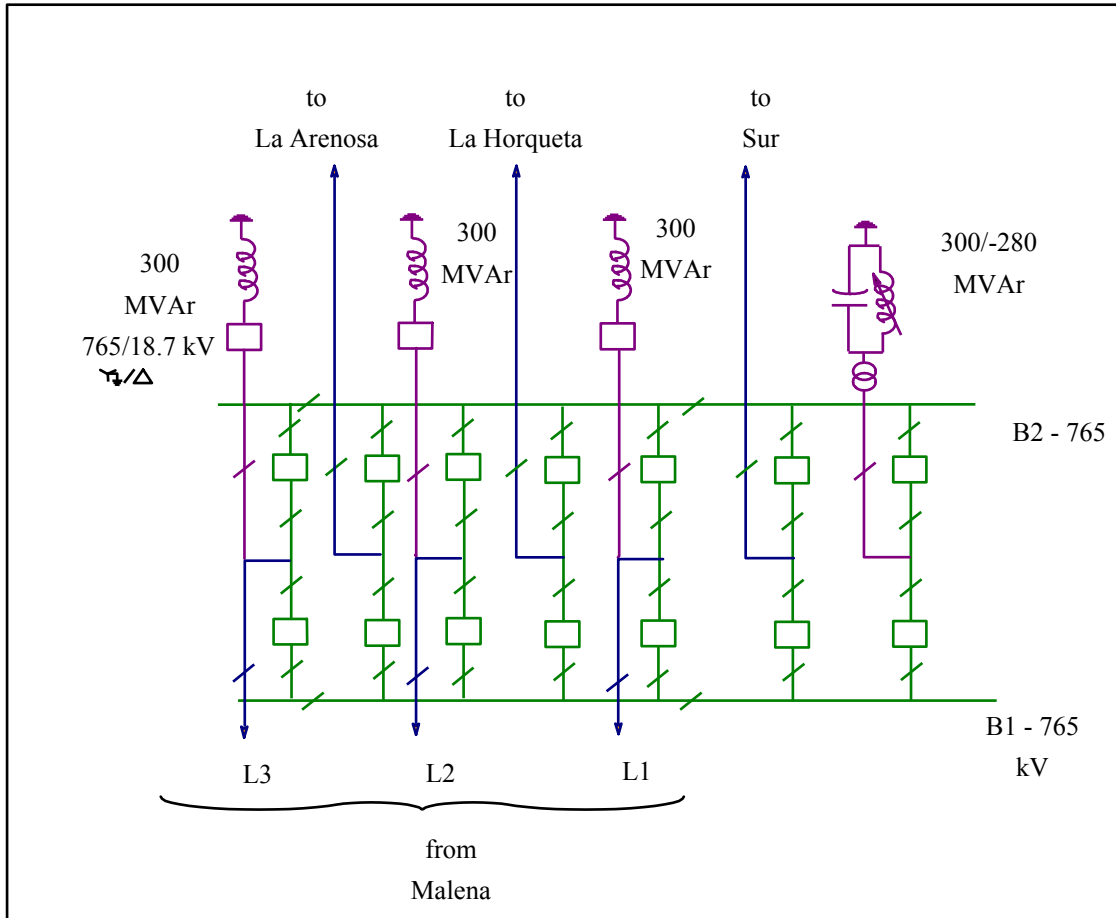 to
La Arenosa
to
La Horqueta
to
Sur
300
MVAr
765/18.7 kV
300
MVAr
300
MVAr
300/-280
MVAr
B2 - 765
B1 - 765
kV
L3
L2
L1
from
Malena